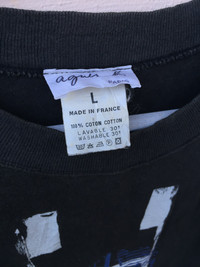 agnès b.
PARIS
L
MADE IN FRANCE
100% COTON COTTON
LAVABLE 30°
WASHABLE 30°